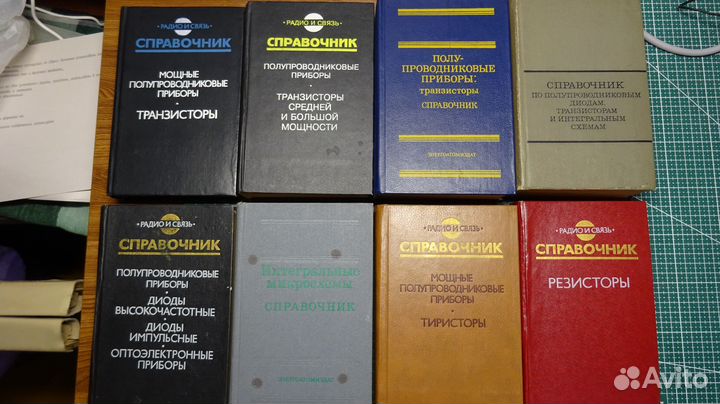 ·РАДИО И СВЯЗЬ·
СПРАВОЧНИК
МОЩНЫЕ
ПОЛУПРОВОДНИКОВЫЕ
ПРИБОРЫ
·
ТРАНЗИСТОРЫ
·РАДИО И СВЯЗЬ·
СПРАВОЧНИК
ПОЛУПРОВОДНИКОВЫЕ
ПРИБОРЫ
·
ТРАНЗИСТОРЫ
СРЕДНЕЙ
И БОЛЬШОЙ
МОЩНОСТИ
ПОЛУ-
ПРОВОДНИКОВЫЕ
ПРИБОРЫ:
транзисторы
СПРАВОЧНИК
ЭНЕРГОАТОМИЗДАТ
СПРАВОЧНИК
ПО ПОЛУПРОВОДНИКОВЫМ
ДИОДАМ,
ТРАНЗИСТОРАМ
И ИНТЕГРАЛЬНЫМ
СХЕМАМ
·РАДИО И СВЯЗЬ·
СПРАВОЧНИК
ПОЛУПРОВОДНИКОВЫЕ
ПРИБОРЫ
·
ДИОДЫ
ВЫСОКОЧАСТОТНЫЕ
·
ДИОДЫ
ИМПУЛЬСНЫЕ
·
ОПТОЭЛЕКТРОННЫЕ
ПРИБОРЫ
Интегральные
микросхемы
СПРАВОЧНИК
ЭНЕРГОАТОМИЗДАТ
·РАДИО И СВЯЗЬ·
СПРАВОЧНИК
МОЩНЫЕ
ПОЛУПРОВОДНИКОВЫЕ
ПРИБОРЫ
·
ТИРИСТОРЫ
·РАДИО И СВЯЗЬ·
СПРАВОЧНИК
РЕЗИСТОРЫ
Avito